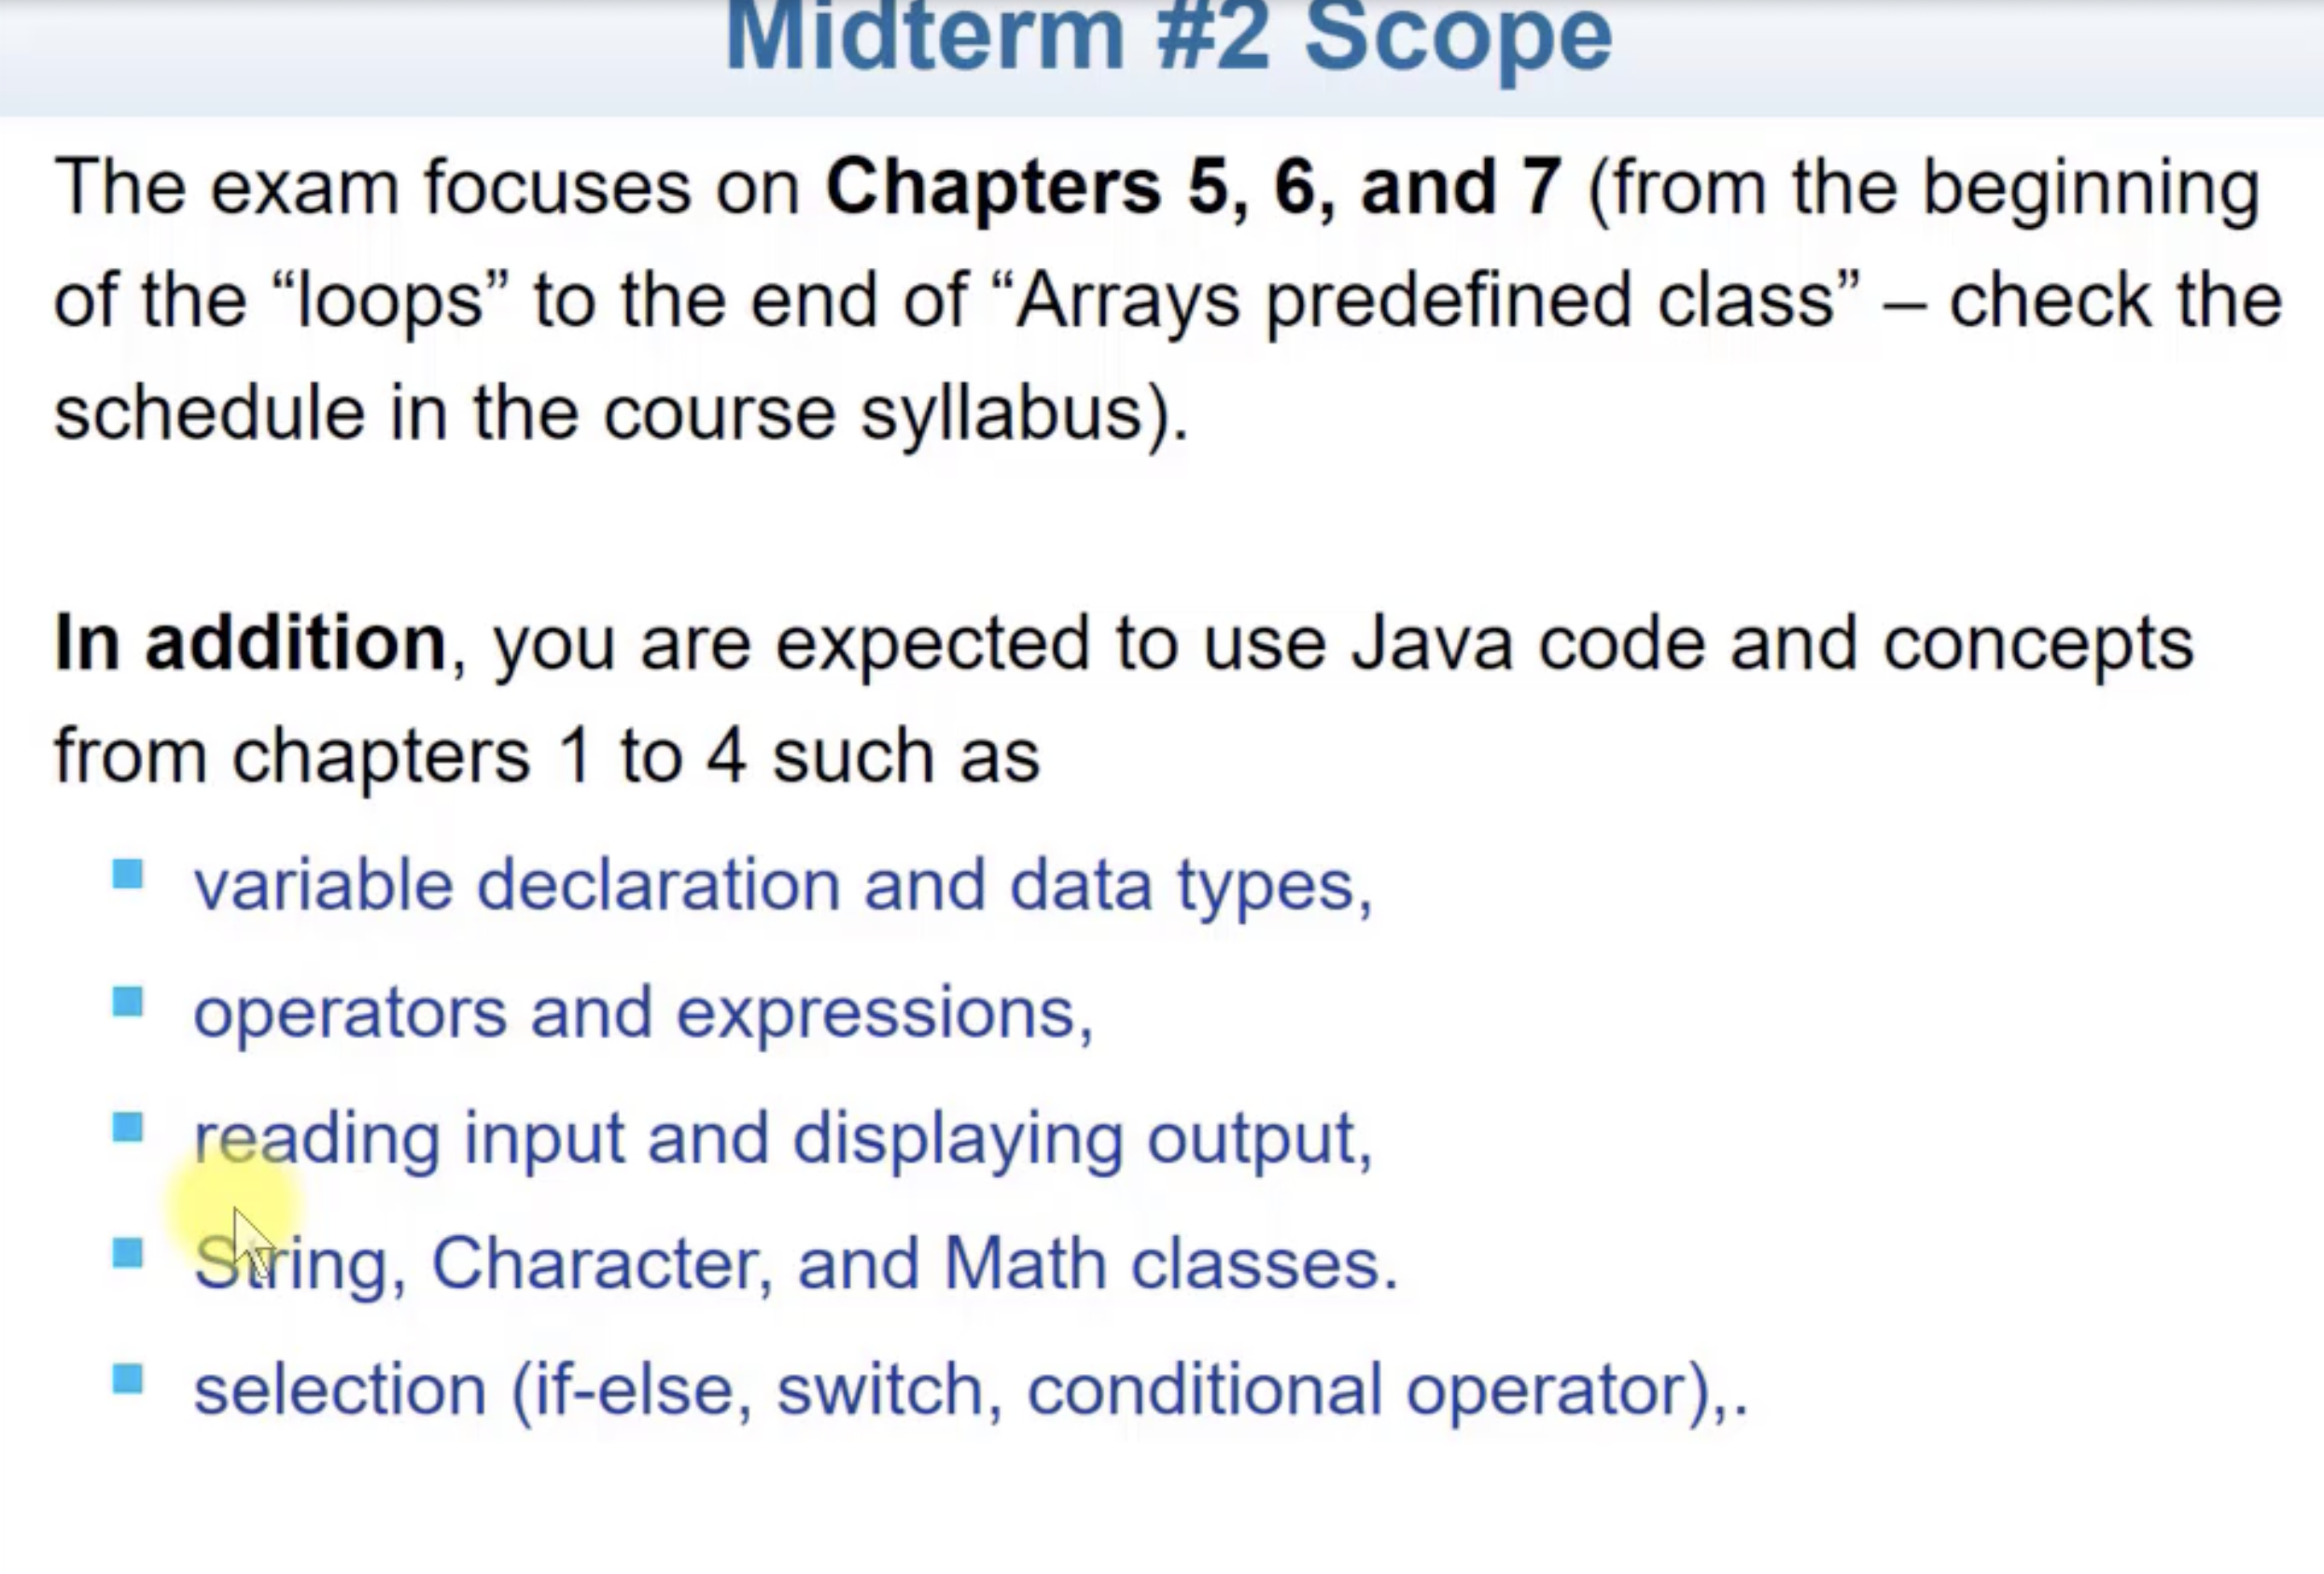 Midterm #2 Scope
The exam focuses on Chapters 5, 6, and 7 (from the beginning
of the “loops” to the end of “Arrays predefined class” – check the
schedule in the course syllabus).
In addition, you are expected to use Java code and concepts
from chapters 1 to 4 such as
variable declaration and data types,
operators and expressions,
reading input and displaying output,
String, Character, and Math classes.
selection (if-else, switch, conditional operator),.